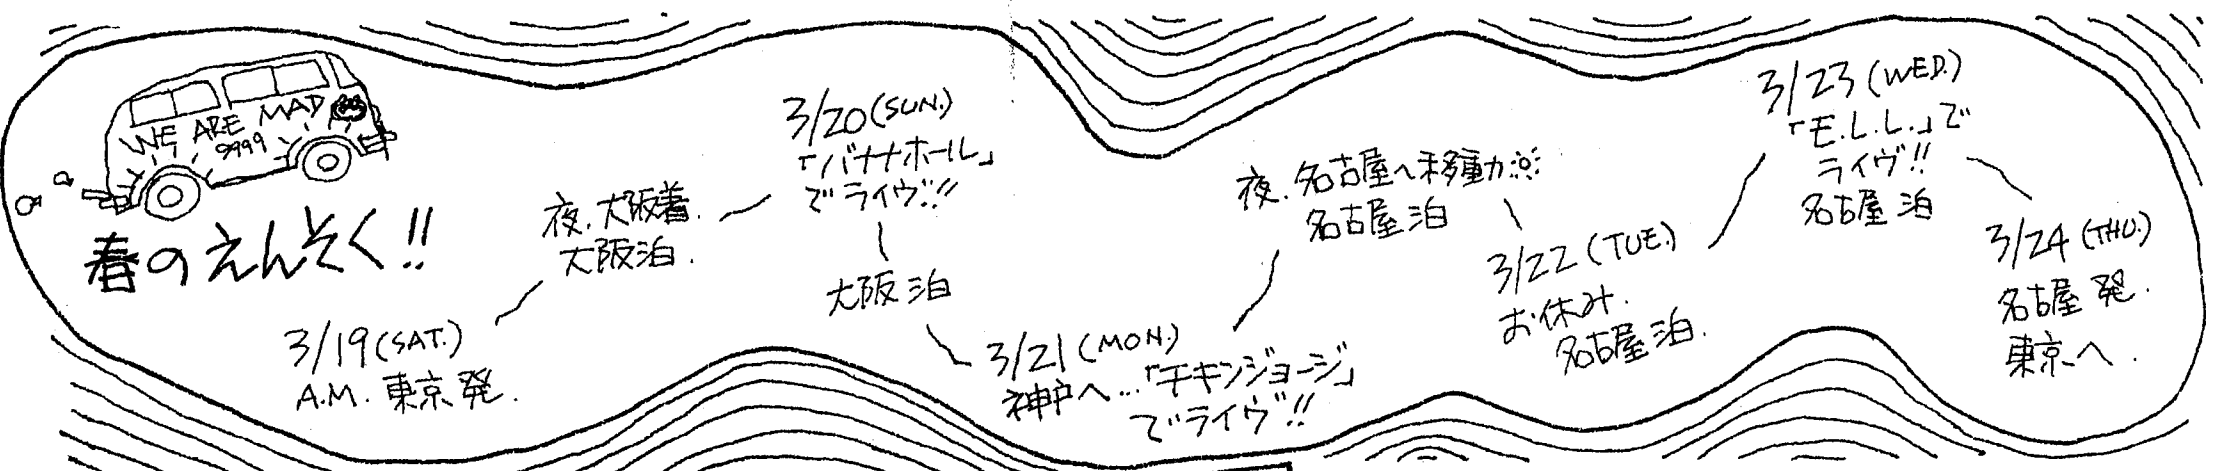 WE ARE MAD
9999
春のえんそく!!
3/19(SAT.)
A.M. 東京発.
夜.大阪着.
大阪泊.
3/20(SUN.)
「バナナホール」
でライヴ!!
大阪泊
3/21(MON.)
神戸へ...「チキンジョージ」
でライヴ!!
夜.名古屋へ移動
名古屋泊
3/22(TUE.)
お休み.
名古屋泊.
3/23(WED.)
「E.L.L.」で
ライヴ!!
名古屋泊
3/24(THU.)
名古屋発.
東京へ.